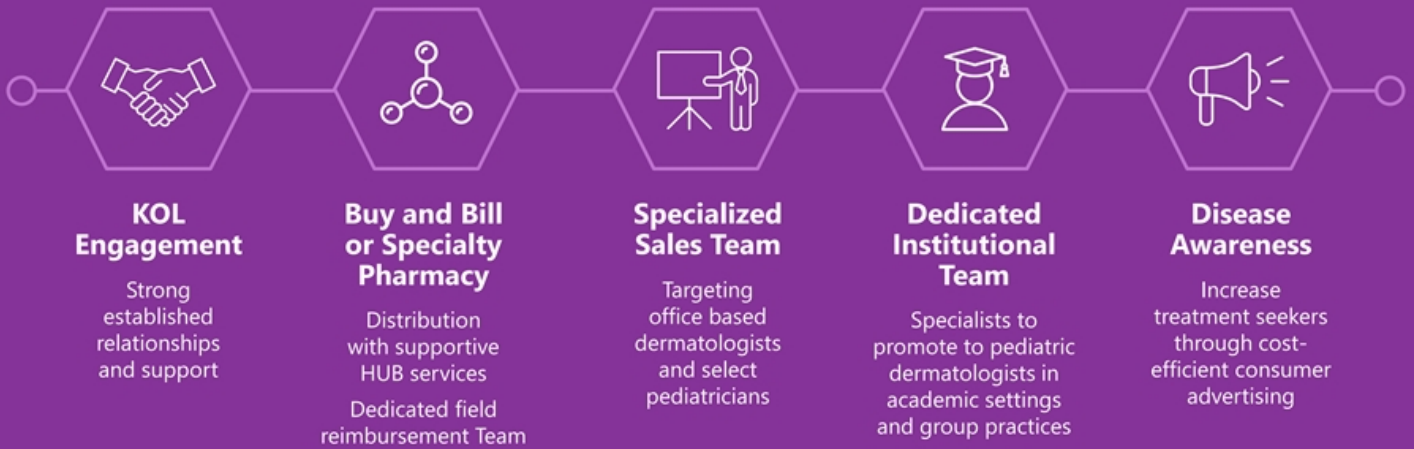 KOL
Engagement
Strong
established
relationships
and support
Buy and Bill
or Specialty
Pharmacy
Distribution
with supportive
HUB services
Dedicated field
reimbursement Team
Specialized
Sales Team
Targeting
office based
dermatologists
and select
pediatricians
Dedicated
Institutional
Team
Specialists to
promote to pediatric
dermatologists in
academic settings
and group practices
Disease
Awareness
Increase
treatment seekers
through cost-
efficient consumer
advertising